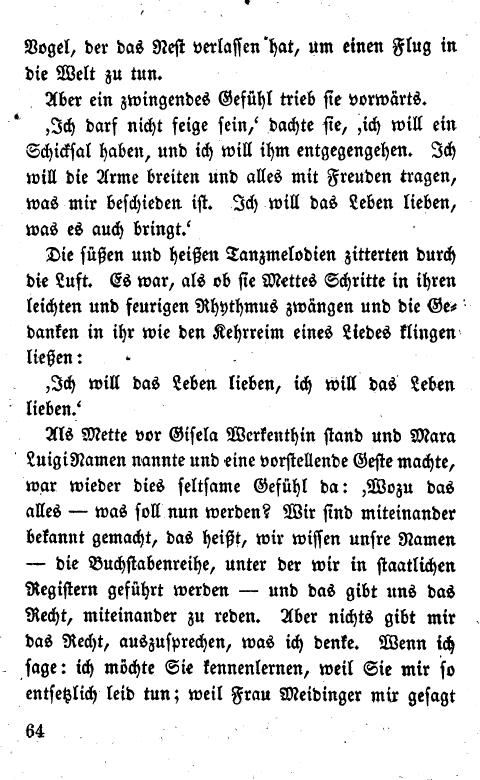 Vogel, der das Nest verlassen hat, um einen Flug in
die Welt zu tun.
Aber ein zwingendes Gefühl trieb sie vorwärts.
‚Ich darf nicht feige sein,‘ dachte sie, ‚ich will ein
Schicksal haben, und ich will ihm entgegengehen. Ich
will die Arme breiten und alles mit Freuden tragen,
was mir beschieden ist. Ich will das Leben lieben,
was es auch bringt.‘
Die süßen und heißen Tanzmelodien zitterten durch
die Luft. Es war, als ob sie Mettes Schritte in ihren
leichten und feurigen Rhythmus zwängen und die Ge-
danken in ihr wie den Kehrreim eines Liedes klingen
ließen:
‚Ich will das Leben lieben, ich will das Leben
lieben.‘
Als Mette vor Gisela Werkenthin stand und Mara
Luigi Namen nannte und eine vorstellende Geste machte,
war wieder dies seltsame Gefühl da: ‚Wozu das
alles — was soll nun werden? Wir sind miteinander
bekannt gemacht, das heißt, wir wissen unsre Namen
— die Buchstabenreihe, unter der wir in staatlichen
Registern geführt werden — und das gibt uns das
Recht, miteinander zu reden. Aber nichts gibt mir
das Recht, auszusprechen, was ich denke. Wenn ich
sage: ich möchte Sie kennenlernen, weil Sie mir so
entsetzlich leid tun; weil Frau Meidinger mir gesagt
64